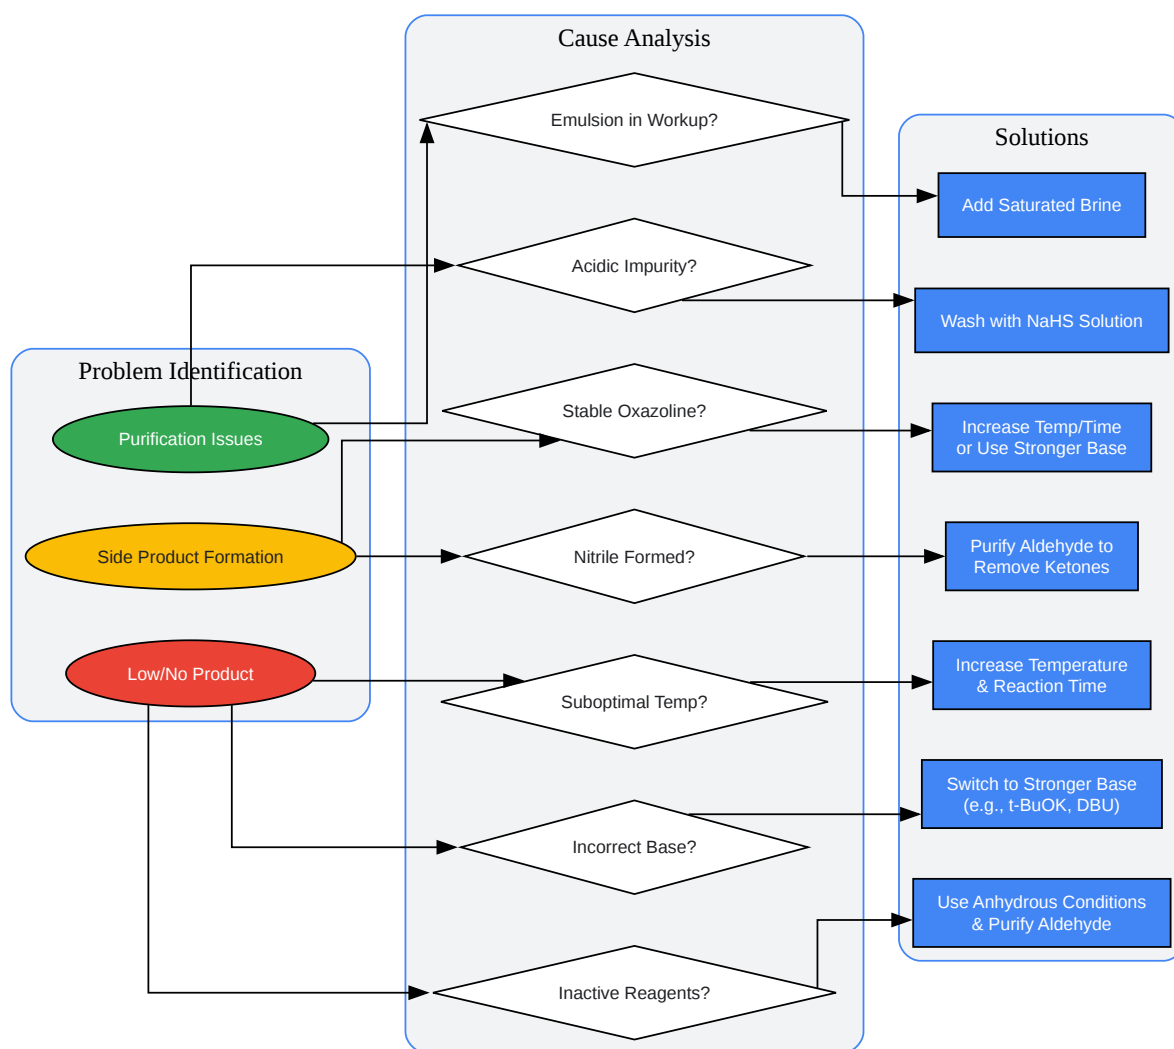 Cause Analysis
Emulsion in Workup?
Acidic Impurity?
Stable Oxazoline?
Nitrile Formed?
Suboptimal Temp?
Incorrect Base?
Inactive Reagents?
Problem Identification
Purification Issues
Side Product Formation
Low/No Product
Solutions
Add Saturated Brine
Wash with NaHS Solution
Increase Temp/Time
or Use Stronger Base
Purify Aldehyde to
Remove Ketones
Increase Temperature
& Reaction Time
Switch to Stronger Base
(e.g., t-BuOK, DBU)
Use Anhydrous Conditions
& Purify Aldehyde